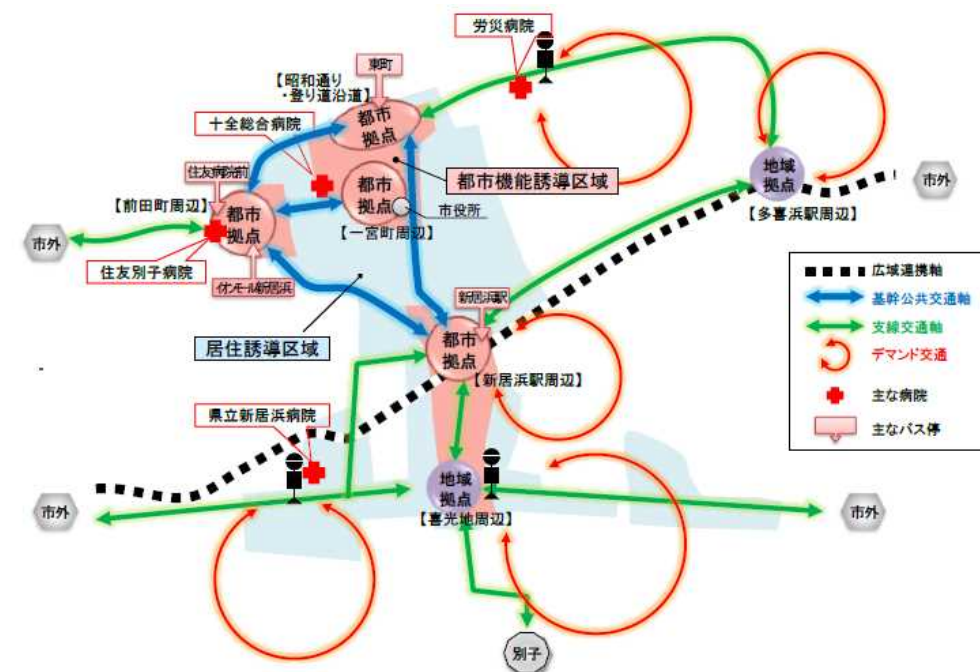 労災病院
東町
【昭和通り
・登り道沿道】
都市
拠点
十全総合病院
住友病院前
都市機能誘導区域
地域
拠点
市外
都市
拠点
市役所
【多喜浜駅周辺】
【前田町周辺】
都市
拠点
【一宮町周辺】
市外
住友別子病院
イオンモール新居浜
新居浜駅
居住誘導区域
都市
拠点
【新居浜駅周辺】
広域連携軸
基幹公共交通軸
支線交通軸
デマンド交通
主な病院
主なバス停
県立新居浜病院
地域
拠点
市外
【喜光地周辺】
市外
別子